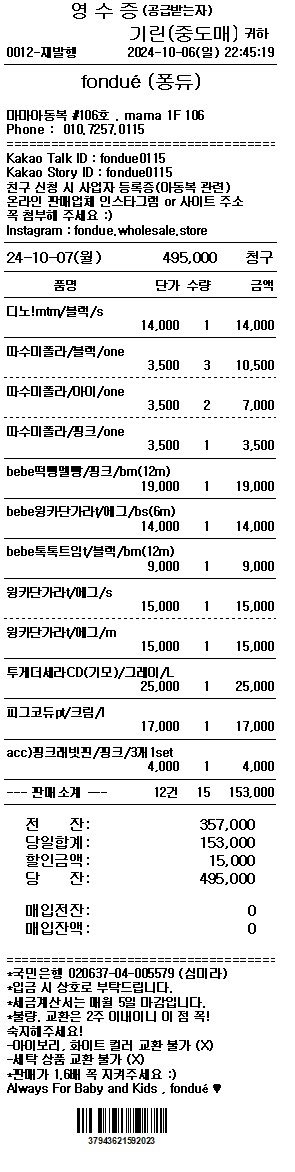 영 수 증 (공급받는자)
기린(중도매) 귀하
0012-재발행 2024-10-06(일) 22:45:19
fondué (퐁듀)
마마아동복 #106호 . mama 1F 106
Phone : 010.7257.0115
Kakao Talk ID : fondue0115
Kakao Story ID : fondue0115
친구 신청 시 사업자 등록증(아동복 관련)
온라인 판매업체 인스타그램 or 사이트 주소
꼭 첨부해 주세요 :)
Instagram : fondue.wholesale.store
24-10-07(월) 495,000 청구
품명 단가 수량 금액
디노!mtm/블랙/s
14,000 1 14,000
따수미폴라/블랙/one
3,500 3 10,500
따수미폴라/아이/one
3,500 2 7,000
따수미폴라/핑크/one
3,500 1 3,500
bebe떡뻥멜빵/핑크/bm(12m)
19,000 1 19,000
bebe윙카단가라t/메그/bs(6m)
14,000 1 14,000
bebe톡톡트임t/블랙/bm(12m)
9,000 1 9,000
윙카단가라t/메그/s
15,000 1 15,000
윙카단가라t/메그/m
15,000 1 15,000
투게더세라CD(기모)/그레이/L
25,000 1 25,000
피그코듀pt/크림/l
17,000 1 17,000
acc)핑크래빗핀/핑크/3개1set
4,000 1 4,000
--- 판매소계 --- 12건 15 153,000
전 잔: 357,000
당일합계: 153,000
할인금액: 15,000
당 잔: 495,000
매입전잔: 0
매입잔액: 0
*국민은행 020637-04-005579 (심미라)
*입금 시 상호로 부탁드립니다.
*세금계산서는 매월 5일 마감입니다.
*불량, 교환은 2주 이내이니 이 점 꼭!
숙지해주세요!
-아이보리, 화이트 컬러 교환 불가 (X)
-세탁 상품 교환 불가 (X)
*판매가 1.6배 꼭 지켜주세요 :)
Always For Baby and Kids , fondué ♥
37943621592023